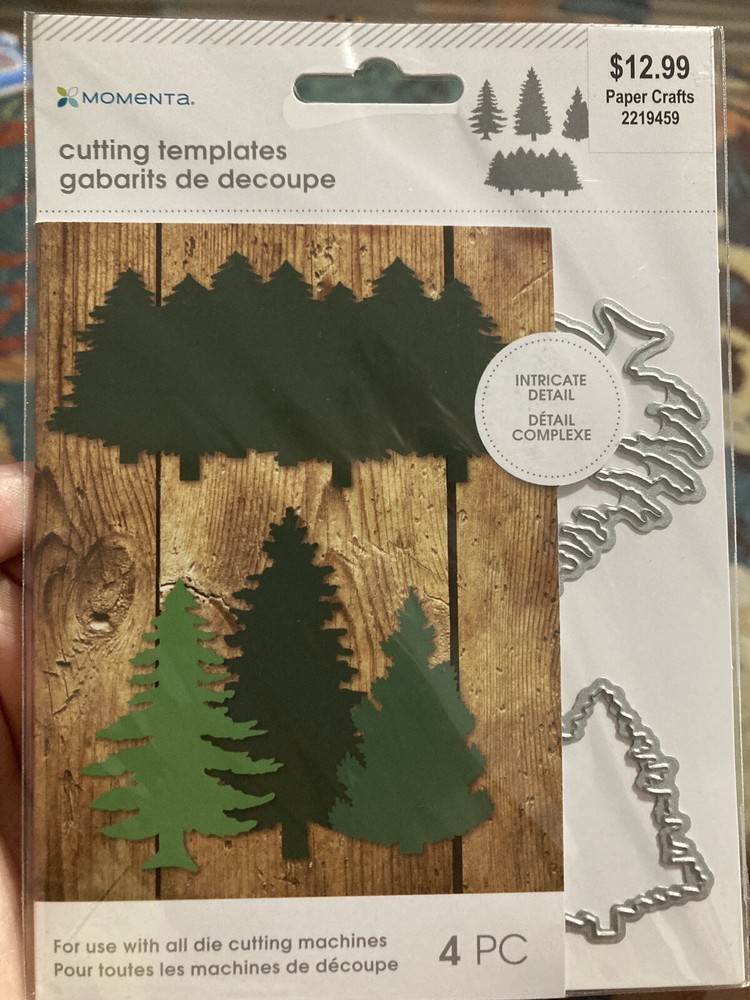 $12.99
Paper Crafts
2219459
MOMENTA.
cutting templates
gabarits de decoupe
INTRICATE
DETAIL
DÉTAIL
COMPLEXE
For use with all die cutting machines
Pour toutes les machines de découpe
4 PC